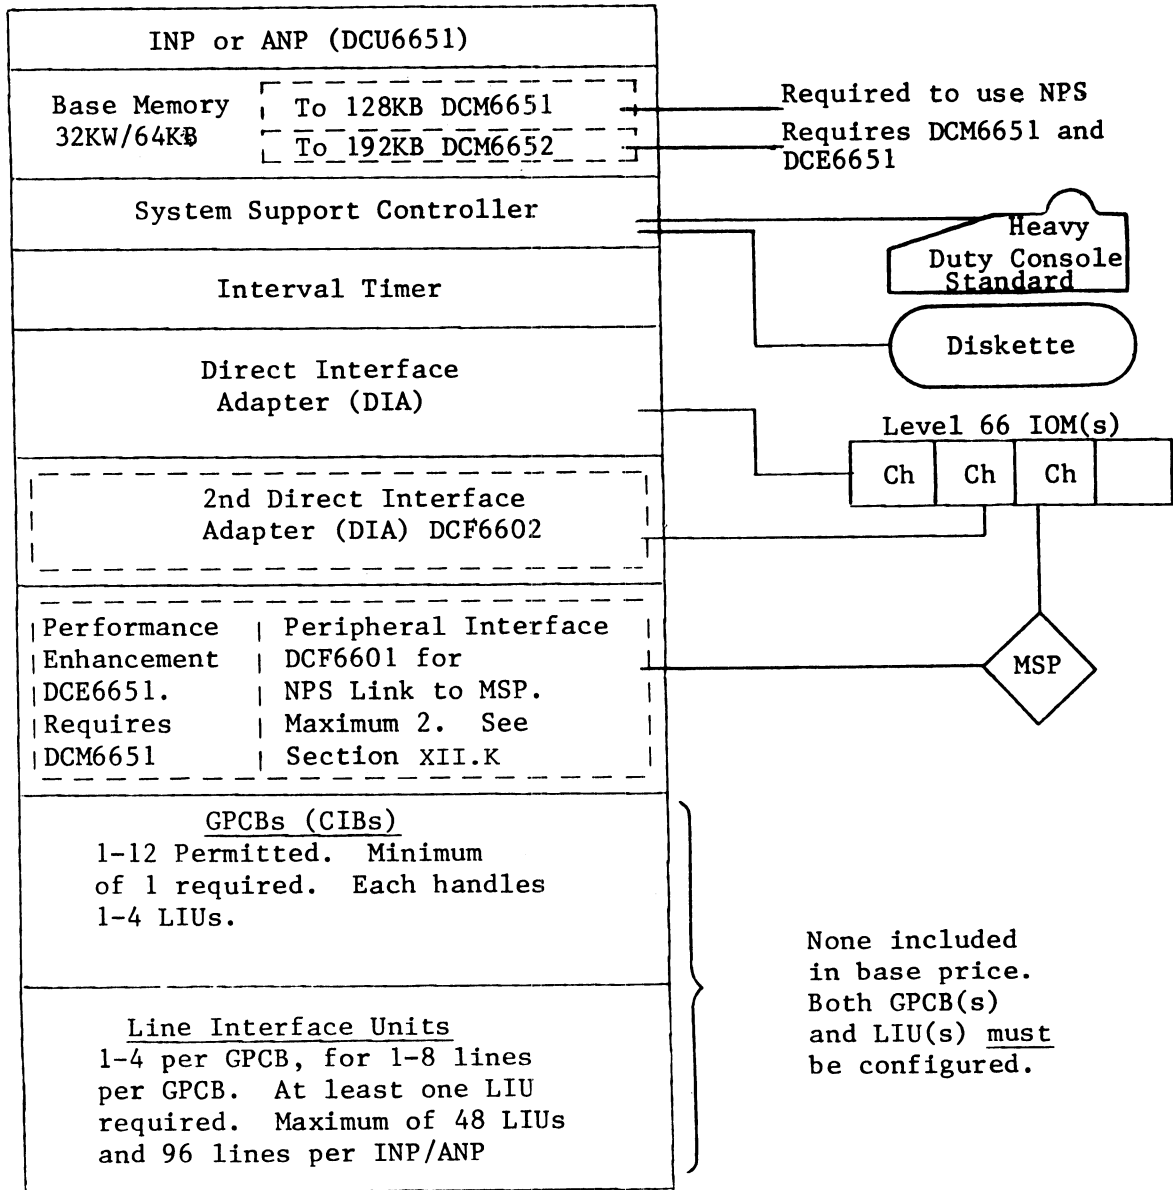 INP or ANP (DCU6651)
Base Memory
32KW/64KB
To 128KB DCM6651
To 192KB DCM6652
Required to use NPS
Requires DCM6651 and
DCE6651
System Support Controller
Heavy
Duty Console
Standard
Interval Timer
Diskette
Direct Interface
Adapter (DIA)
Level 66 IOM(s)
Ch
Ch
Ch
2nd Direct Interface
Adapter (DIA) DCF6602
Performance
Enhancement
DCE6651.
Requires
DCM6651
Peripheral Interface
DCF6601 for
NPS Link to MSP.
Maximum 2. See
Section XII.K
MSP
GPCBs (CIBs)
1-12 Permitted. Minimum
of 1 required. Each handles
1-4 LIUs.
Line Interface Units
1-4 per GPCB, for 1-8 lines
per GPCB. At least one LIU
required. Maximum of 48 LIUs
and 96 lines per INP/ANP
None included
in base price.
Both GPCB(s)
and LIU(s) must
be configured.